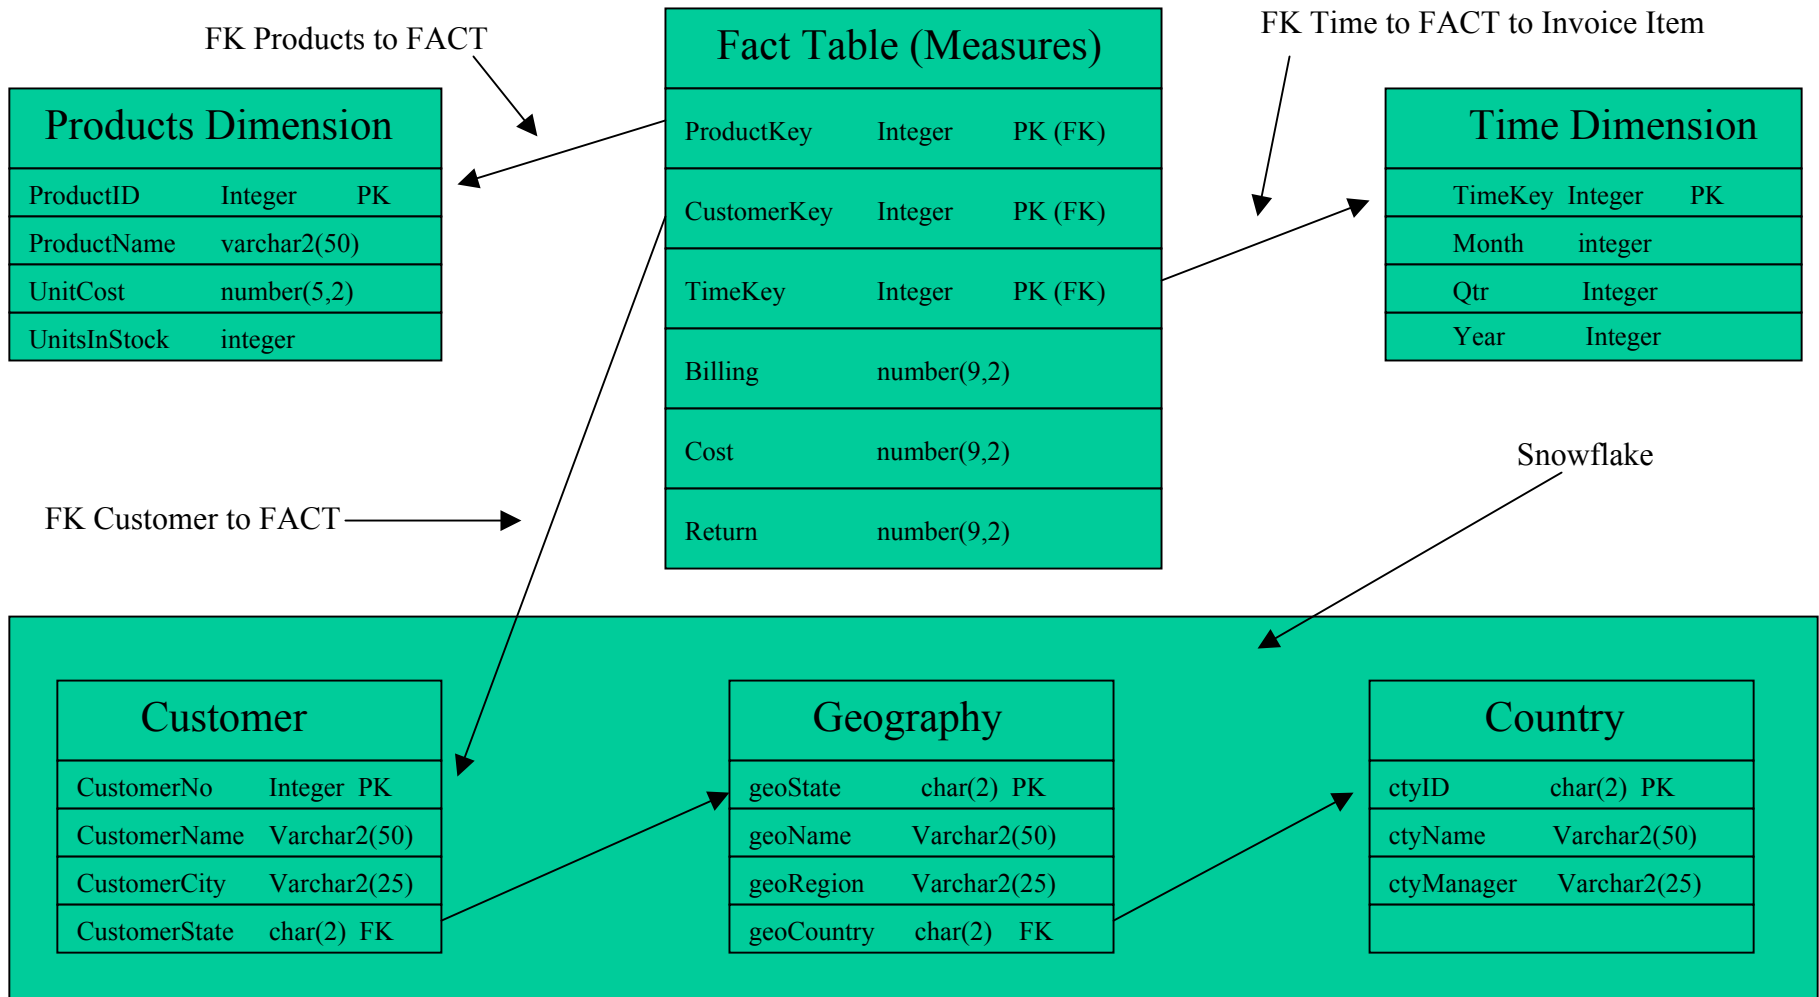 FK Products to FACT
Fact Table (Measures)
FK Time to FACT to Invoice Item
Products Dimension
ProductID Integer PK
ProductName varchar2(50)
UnitCost number(5,2)
UnitsInStock integer
ProductKey Integer PK (FK)
CustomerKey Integer PK (FK)
TimeKey Integer PK (FK)
Billing number(9,2)
Cost number(9,2)
Return number(9,2)
Time Dimension
TimeKey Integer PK
Month integer
Qtr Integer
Year Integer
FK Customer to FACT
Snowflake
Customer
CustomerNo Integer PK
CustomerName Varchar2(50)
CustomerCity Varchar2(25)
CustomerState char(2) FK
Geography
geoState char(2) PK
geoName Varchar2(50)
geoRegion Varchar2(25)
geoCountry char(2) FK
Country
ctyID char(2) PK
ctyName Varchar2(50)
ctyManager Varchar2(25)